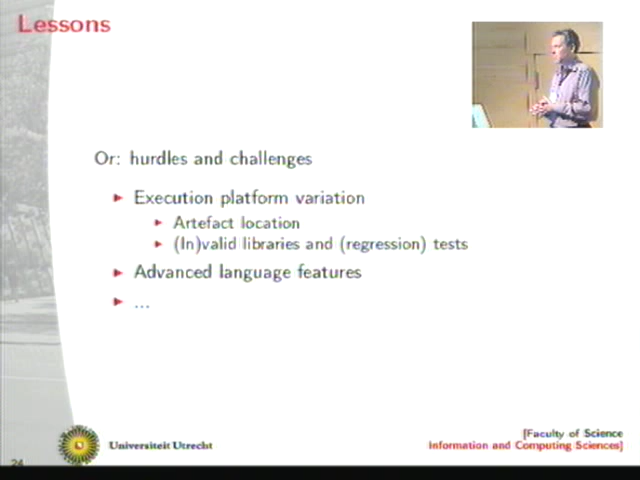 Lessons
Or: hurdles and challenges
Execution platform variation
Artefact location
(In)valid libraries and (regression) tests
Advanced language features
...
Universiteit Utrecht
[Faculty of Science
Information and Computing Sciences]
24